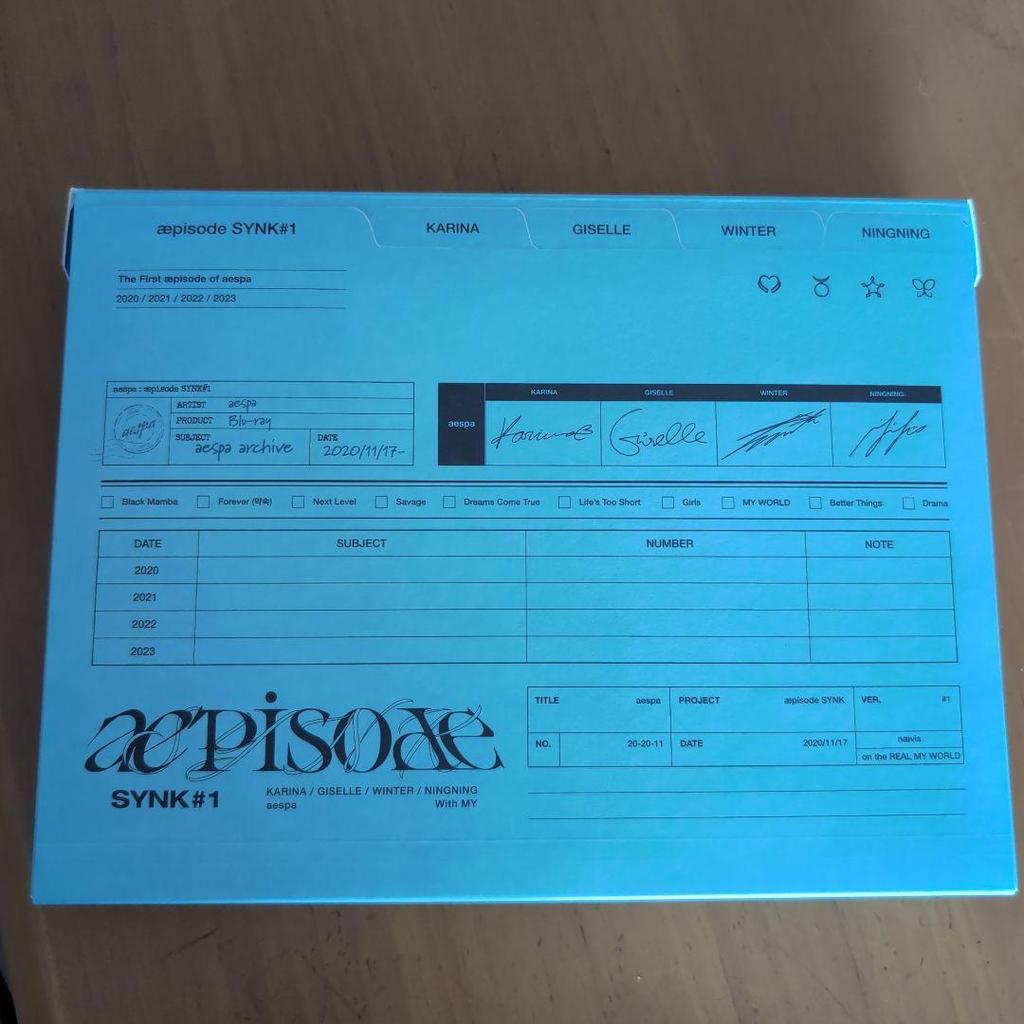 æpisode SYNK#1 KARINA GISELLE WINTER NINGNING
The First æpisode of aespa
2020 / 2021 / 2022 / 2023
aespa : æpisode SYNK#1
ARTIST aespa
PRODUCT Blu-ray
SUBJECT aespa archive
DATE 2020/11/17-
aespa
aespa
KARINA GISELLE WINTER NINGNING
Karina
Giselle
Black Mamba Forever (약속) Next Level Savage Dreams Come True Life's Too Short Girls MY WORLD Better Things Drama
DATE SUBJECT NUMBER NOTE
2020
2021
2022
2023
æpisode
SYNK#1
KARINA / GISELLE / WINTER / NINGNING
aespa With MY
TITLE aespa PROJECT æpisode SYNK VER. #1
NO. 20-20-11 DATE 2020/11/17 nævis
on the REAL MY WORLD